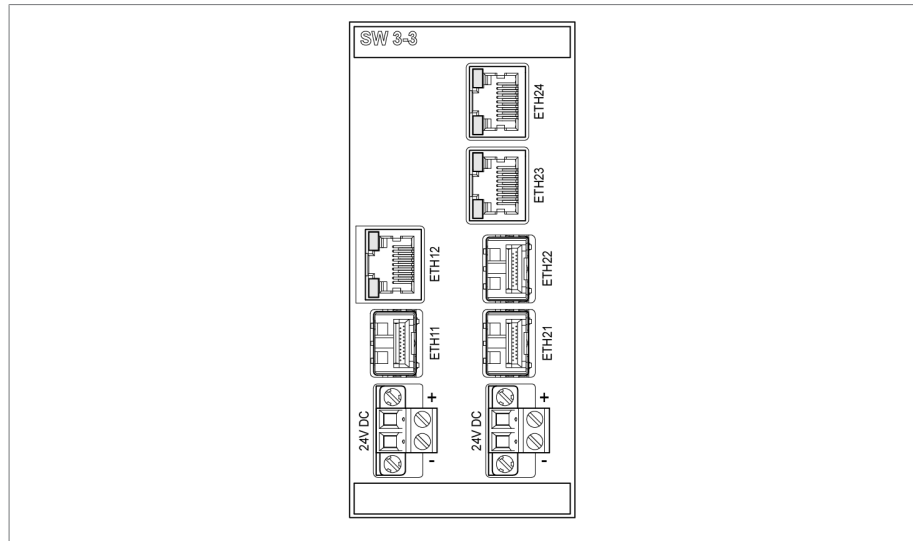 SW 3-3
ETH24
ETH23
ETH12
ETH22
ETH11
ETH21
24V DC
+
-
24V DC
+
-